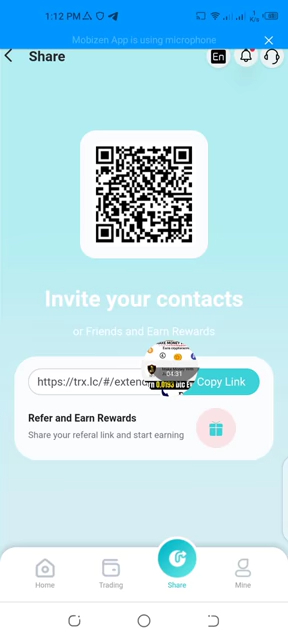 1:12 PM
Mobizen App is using microphone
Share
En
Invite your contacts
or Friends and Earn Rewards
https://trx.lc/#/exten
04:31
Copy Link
Refer and Earn Rewards
Share your referal link and start earning
Home
Trading
Share
Mine